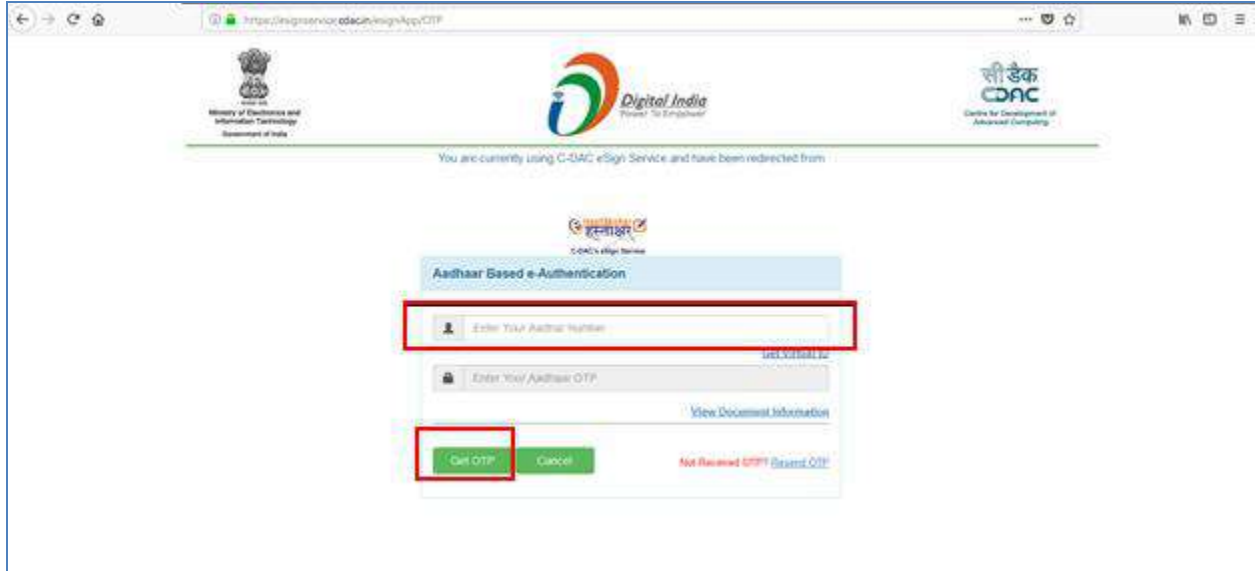 https://esignservice.cdac.in/esignApp/OTP
Ministry of Electronics and
Information Technology
Government of India
Digital India
Power To Empower
सी डैक
CDAC
Centre for Development of
Advanced Computing
You are currently using C-DAC eSign Service and have been redirected from
हस्ताक्षर
C-DAC's eSign Service
Aadhaar Based e-Authentication
Enter Your Aadhar Number
Get Virtual ID
Enter Your Aadhaar OTP
View Document Information
Get OTP
Cancel
Not Received OTP? Resend OTP